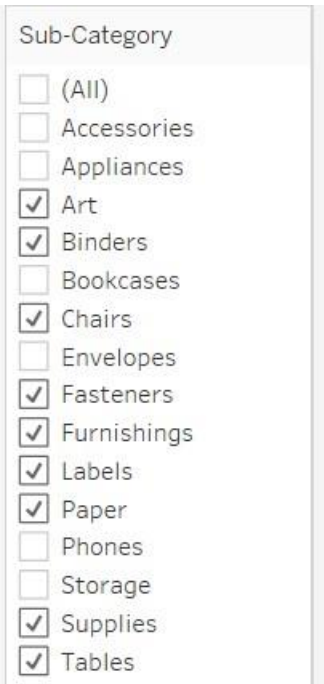 Sub-Category
(All)
Accessories
Appliances
Art
Binders
Bookcases
Chairs
Envelopes
Fasteners
Furnishings
Labels
Paper
Phones
Storage
Supplies
Tables